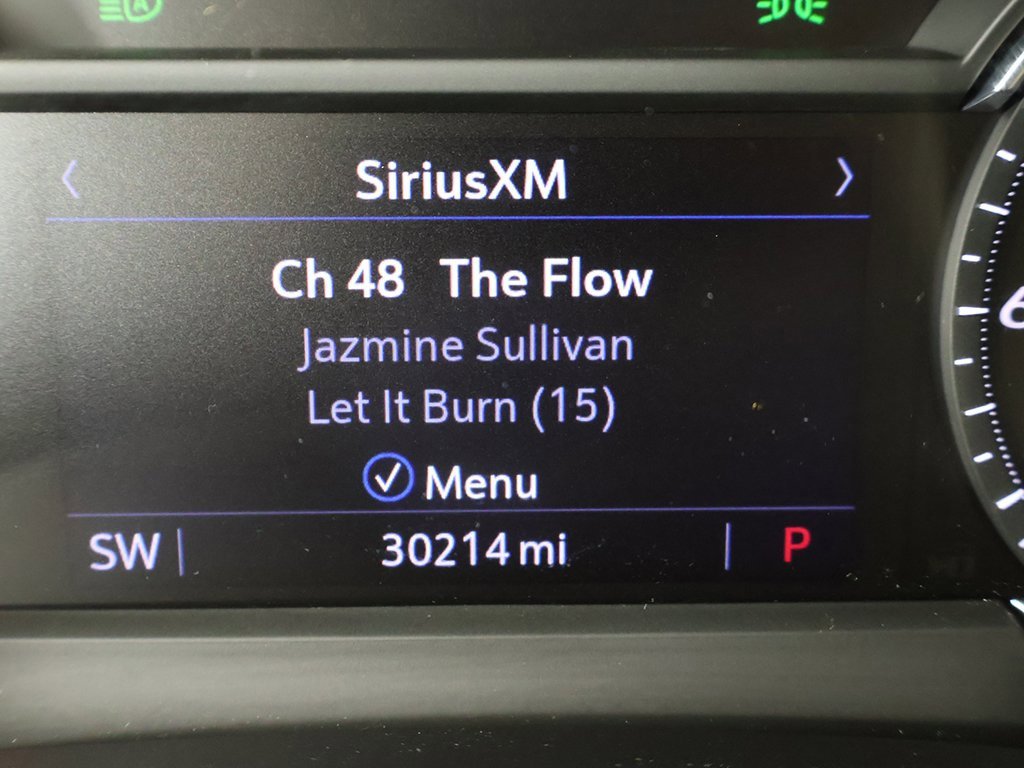 A
SiriusXM
Ch 48 The Flow
Jazmine Sullivan
Let It Burn (15)
Menu
SW 30214 mi P